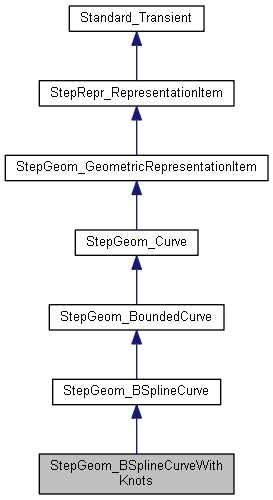 Standard_Transient
StepRepr_RepresentationItem
StepGeom_GeometricRepresentationItem
StepGeom_Curve
StepGeom_BoundedCurve
StepGeom_BSplineCurve
StepGeom_BSplineCurveWith
Knots